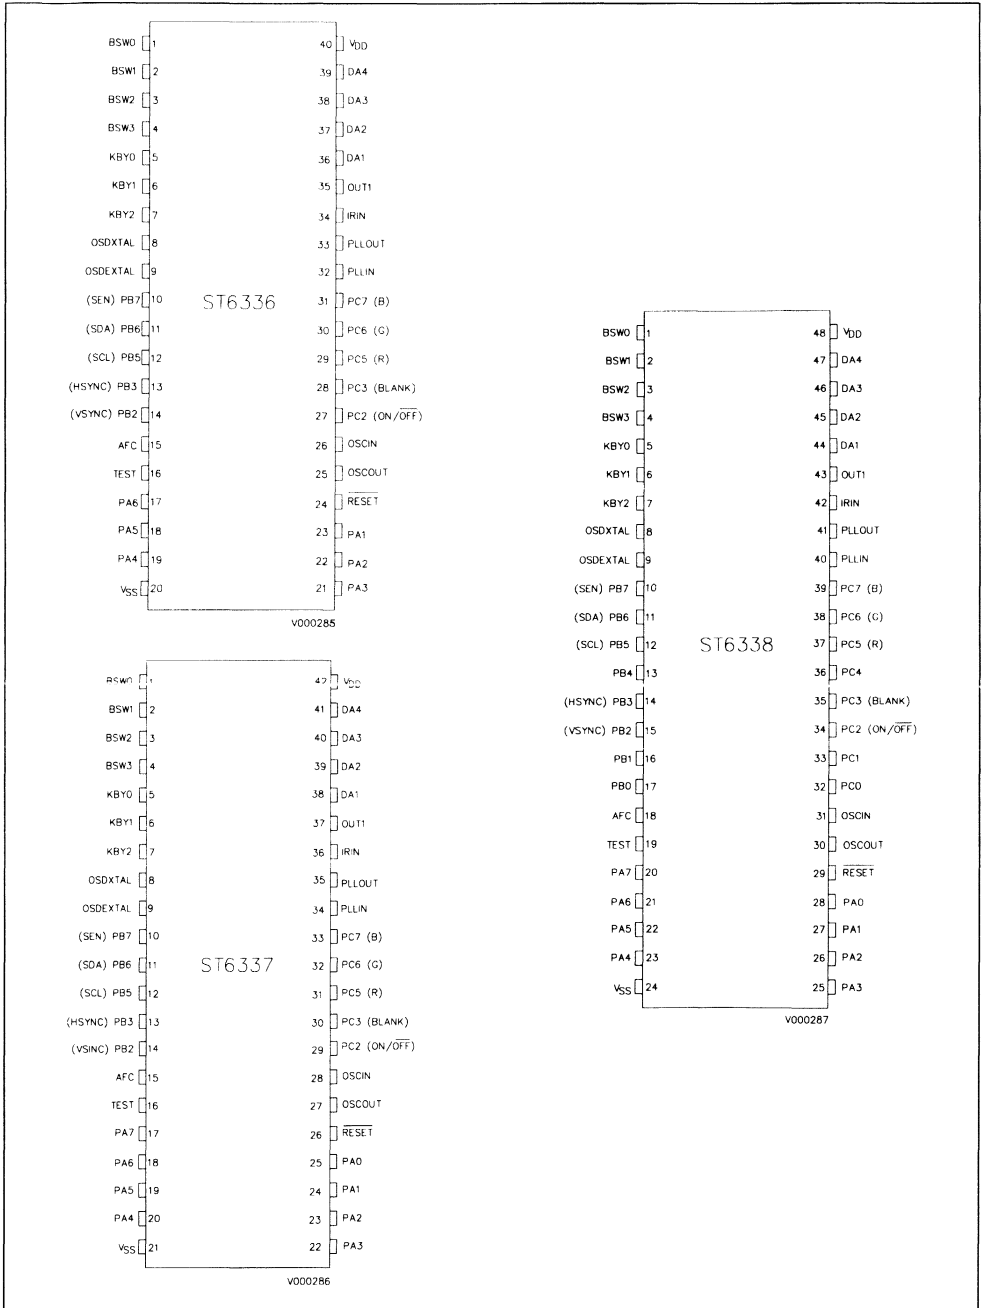 BSW0 1 40 VDD
BSW1 2 39 DA4
BSW2 3 38 DA3
BSW3 4 37 DA2
KBY0 5 36 DA1
KBY1 6 35 OUT1
KBY2 7 34 IRIN
OSDXTAL 8 33 PLLOUT
OSDEXTAL 9 32 PLLIN
(SEN) PB7 10 ST6336 31 PC7 (B)
(SDA) PB6 11 30 PC6 (G)
(SCL) PB5 12 29 PC5 (R)
(HSYNC) PB3 13 28 PC3 (BLANK)
(VSYNC) PB2 14 27 PC2 (ON/OFF)
AFC 15 26 OSCIN
TEST 16 25 OSCOUT
PA6 17 24 RESET
PA5 18 23 PA1
PA4 19 22 PA2
VSS 20 21 PA3
V000285
BSW0 1 42 VDD
BSW1 2 41 DA4
BSW2 3 40 DA3
BSW3 4 39 DA2
KBY0 5 38 DA1
KBY1 6 37 OUT1
KBY2 7 36 IRIN
OSDXTAL 8 35 PLLOUT
OSDEXTAL 9 34 PLLIN
(SEN) PB7 10 33 PC7 (B)
(SDA) PB6 11 ST6337 32 PC6 (G)
(SCL) PB5 12 31 PC5 (R)
(HSYNC) PB3 13 30 PC3 (BLANK)
(VSINC) PB2 14 29 PC2 (ON/OFF)
AFC 15 28 OSCIN
TEST 16 27 OSCOUT
PA7 17 26 RESET
PA6 18 25 PA0
PA5 19 24 PA1
PA4 20 23 PA2
VSS 21 22 PA3
V000286
BSW0 1 48 VDD
BSW1 2 47 DA4
BSW2 3 46 DA3
BSW3 4 45 DA2
KBY0 5 44 DA1
KBY1 6 43 OUT1
KBY2 7 42 IRIN
OSDXTAL 8 41 PLLOUT
OSDEXTAL 9 40 PLLIN
(SEN) PB7 10 39 PC7 (B)
(SDA) PB6 11 38 PC6 (G)
(SCL) PB5 12 ST6338 37 PC5 (R)
PB4 13 36 PC4
(HSYNC) PB3 14 35 PC3 (BLANK)
(VSYNC) PB2 15 34 PC2 (ON/OFF)
PB1 16 33 PC1
PB0 17 32 PC0
AFC 18 31 OSCIN
TEST 19 30 OSCOUT
PA7 20 29 RESET
PA6 21 28 PA0
PA5 22 27 PA1
PA4 23 26 PA2
VSS 24 25 PA3
V000287